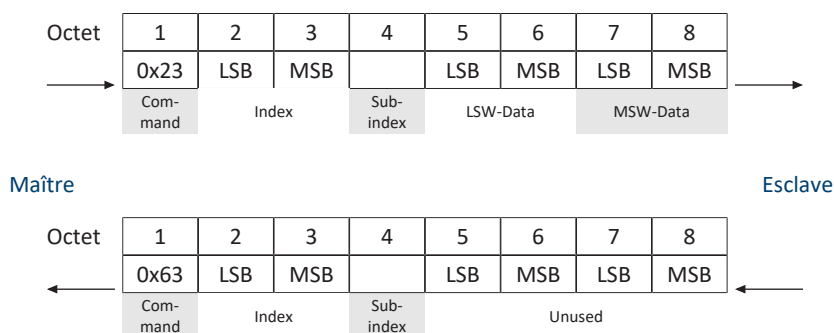 Octet 1 2 3 4 5 6 7 8
0x23 LSB MSB LSB MSB LSB MSB
Com-
mand Index Sub-
index LSW-Data MSW-Data
Maître Esclave
Octet 1 2 3 4 5 6 7 8
0x63 LSB MSB LSB MSB LSB MSB
Com-
mand Index Sub-
index Unused